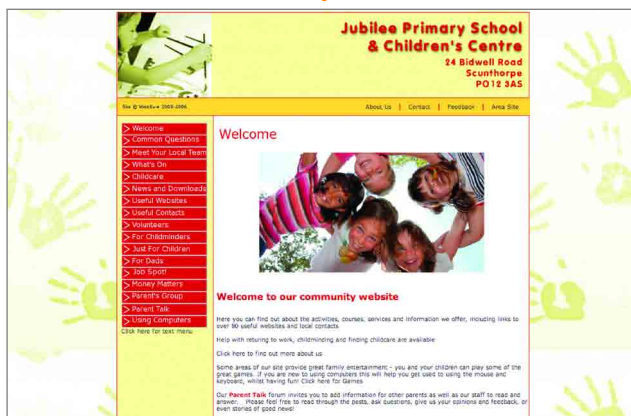 Jubilee Primary School
& Children's Centre
24 Bidwell Road
Scunthorpe
PO12 3AS
About Us | Contact | Feedback | Area Site
Welcome
Common Questions
Meet Your Local Team
What's On
Childcare
News and Downloads
Useful Websites
Useful Contacts
Volunteers
For Childminders
Just For Children
For Dads
Job Spot!
Money Matters
Parent's Group
Parent Talk
Using Computers
Click here for text menu
Welcome
Welcome to our community website
Here you can find out about the activities, courses, services and information we offer, including links to
over 90 useful websites and local contacts
Help with returning to work, childminding and finding childcare are available
Click here to find out more about us
Some areas of our site provide great family entertainment - you and your children can play some of the
great games. If you are new to using computers this will help you get used to using the mouse and
keyboard, whilst having fun! Click here for Games
Our Parent Talk forum invites you to add information for other parents as well as our staff to read and
answer. Please feel free to read through the posts, ask questions, give us your opinions and feedback, or
even stories of good news!